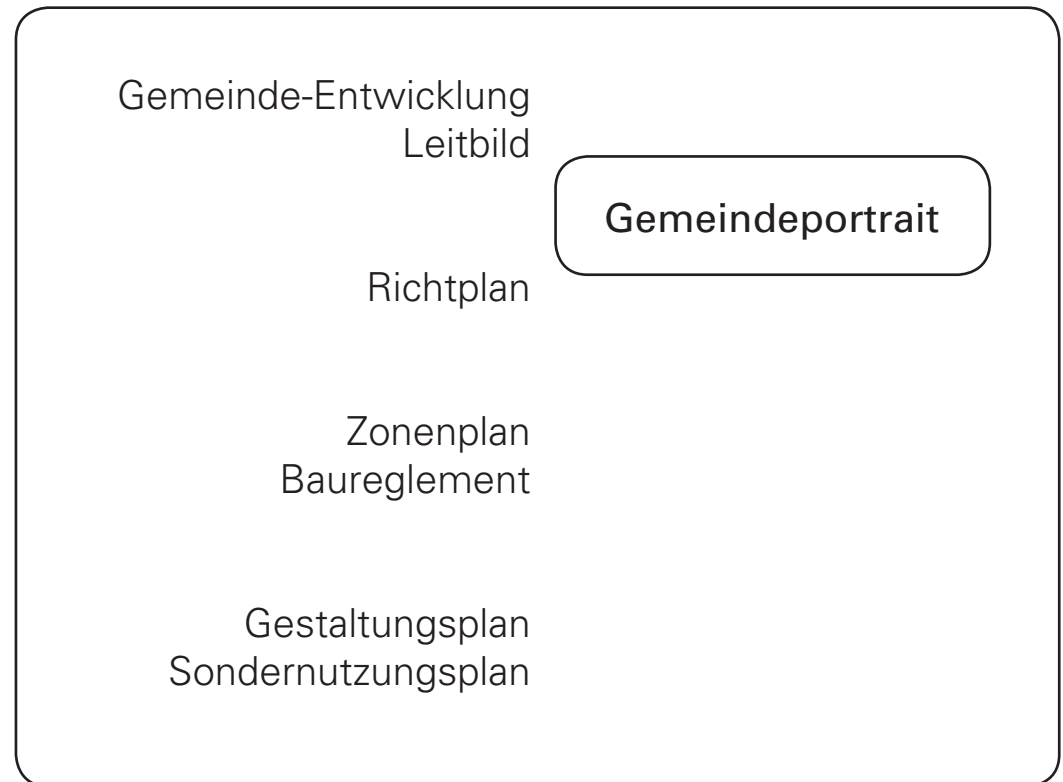 Gemeinde-Entwicklung
Leitbild
Gemeindeportrait
Richtplan
Zonenplan
Baureglement
Gestaltungsplan
Sondernutzungsplan